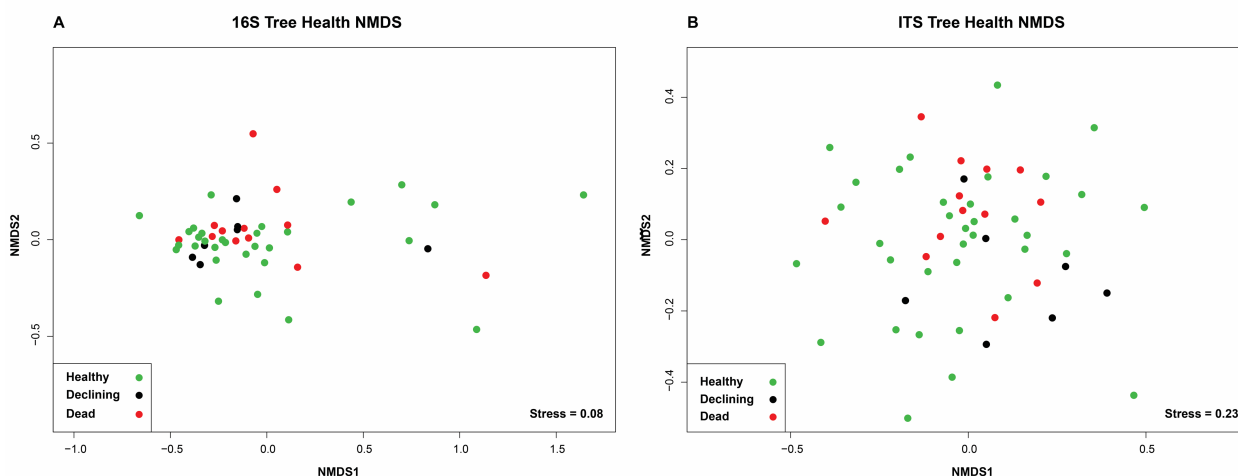 A
16S Tree Health NMDS
0.5
0.0
−0.5
NMDS2
Healthy
Declining
Dead
Stress = 0.08
−1.0
−0.5
0.0
0.5
1.0
1.5
NMDS1
B
ITS Tree Health NMDS
0.4
0.2
0.0
−0.2
−0.4
NMDS2
Healthy
Declining
Dead
Stress = 0.23
−0.5
0.0
0.5
NMDS1